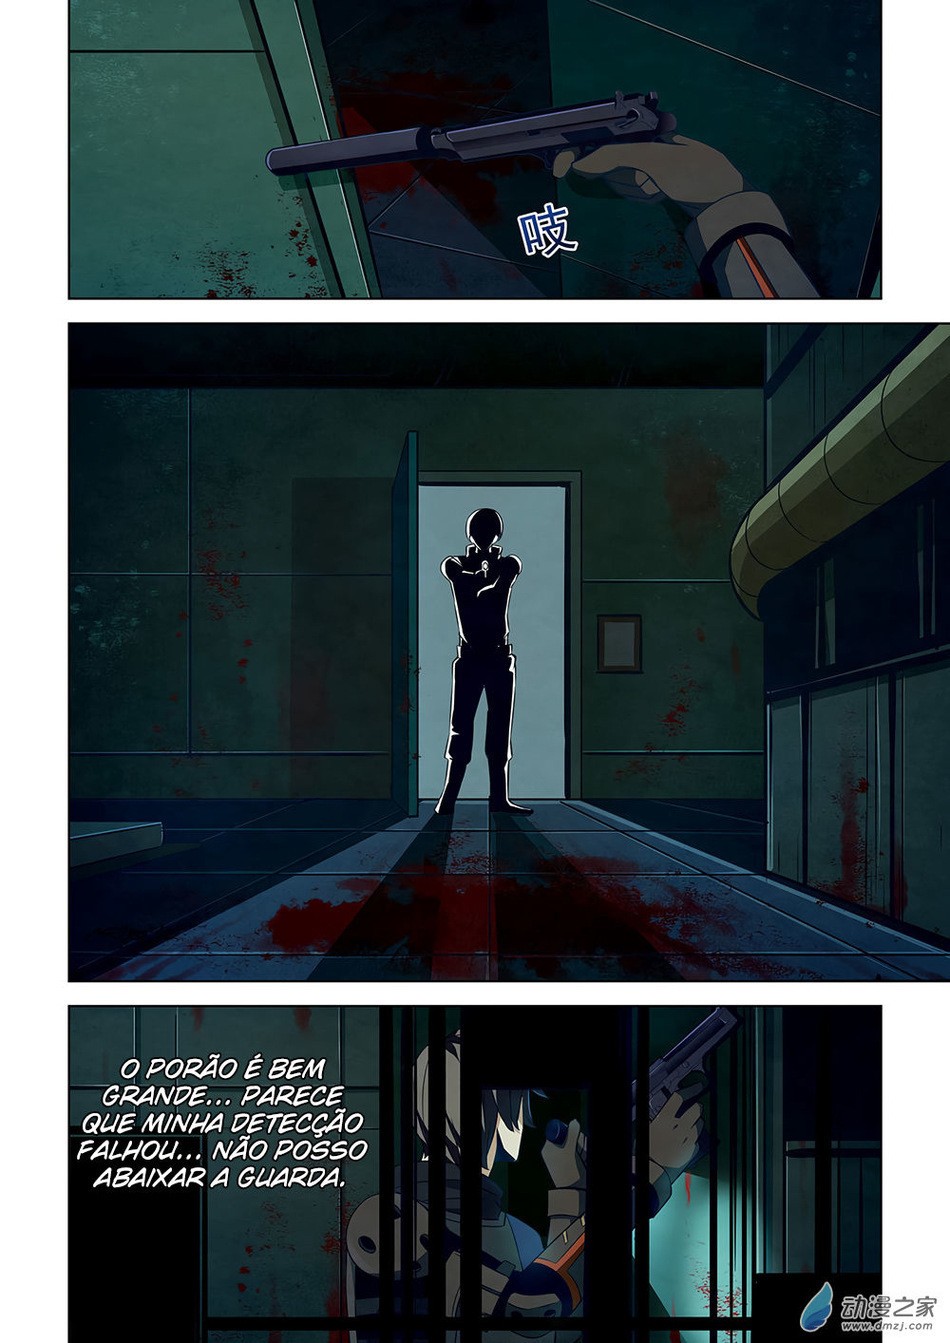 吱
O PORÃO É BEM
GRANDE... PARECE
QUE MINHA DETECÇÃO
FALHOU... NÃO POSSO
ABAIXAR A GUARDA.
动漫之家
www.dmzj.com